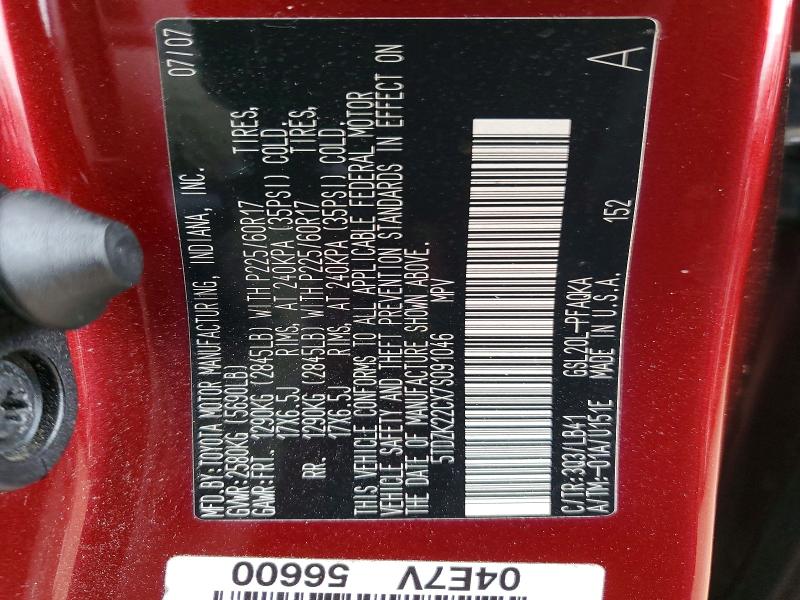 MFD. BY: TOYOTA MOTOR MANUFACTURING, INDIANA, INC. 07/07
GVWR: 2580KG (5690LB)
GAWR: FRT. 1290KG (2845LB) WITH P225/60R17 TIRES,
17X6.5J RIMS, AT 240KPA (35PSI) COLD.
RR. 1290KG (2845LB) WITH P225/60R17 TIRES,
17X6.5J RIMS, AT 240KPA (35PSI) COLD.
THIS VEHICLE CONFORMS TO ALL APPLICABLE FEDERAL MOTOR
VEHICLE SAFETY AND THEFT PREVENTION STANDARDS IN EFFECT ON
THE DATE OF MANUFACTURE SHOWN ABOVE.
5TDZK22CX7S091046 MPV
C/TR: 3Q3/LB41 GSL20L-PFAQKA
A/TM: -01A/U151E MADE IN U.S.A. 152 A
04E7V 56600